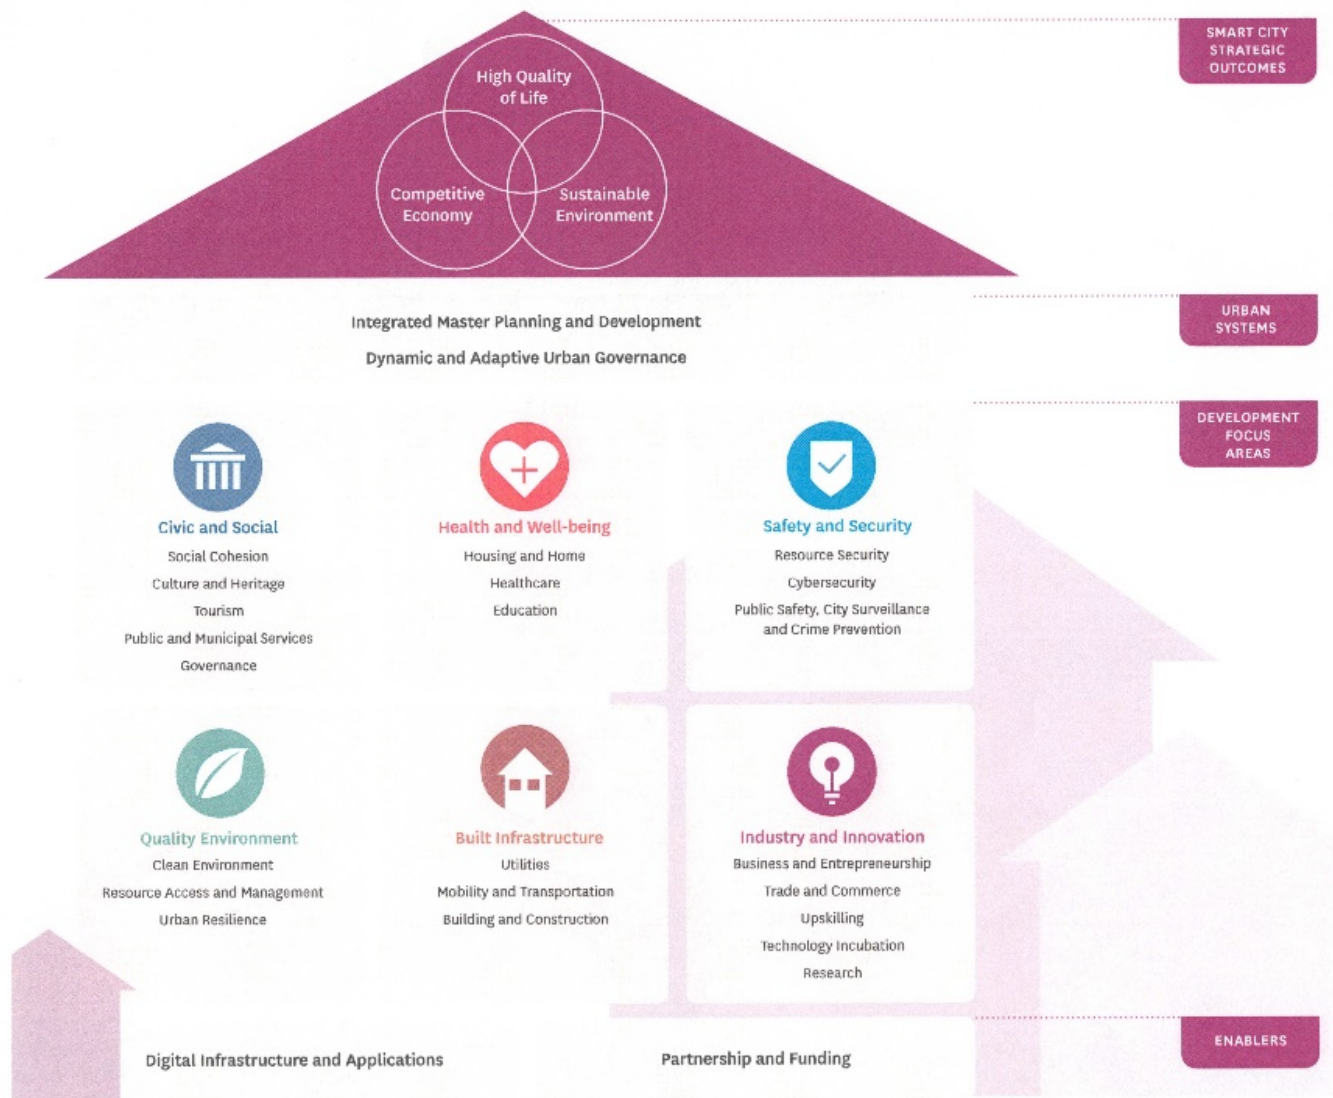 SMART CITY
STRATEGIC
OUTCOMES
High Quality
of Life
Competitive
Economy
Sustainable
Environment
URBAN
SYSTEMS
Integrated Master Planning and Development
Dynamic and Adaptive Urban Governance
DEVELOPMENT
FOCUS
AREAS
Civic and Social
Social Cohesion
Culture and Heritage
Tourism
Public and Municipal Services
Governance
Health and Well-being
Housing and Home
Healthcare
Education
Safety and Security
Resource Security
Cybersecurity
Public Safety, City Surveillance
and Crime Prevention
Quality Environment
Clean Environment
Resource Access and Management
Urban Resilience
Built Infrastructure
Utilities
Mobility and Transportation
Building and Construction
Industry and Innovation
Business and Entrepreneurship
Trade and Commerce
Upskilling
Technology Incubation
Research
ENABLERS
Digital Infrastructure and Applications
Partnership and Funding